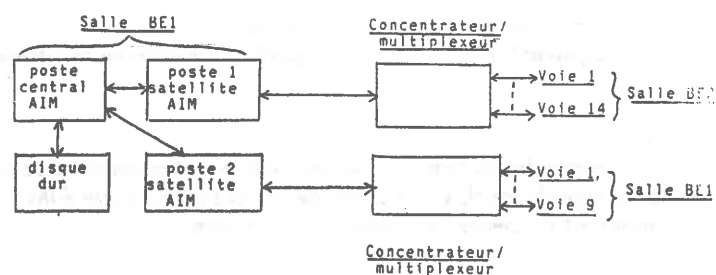 Salle BE1
Concentrateur/
multiplexeur
poste
central
AIM
poste 1
satellite
AIM
Voie 1
Voie 14
Salle
disque
dur
poste 2
satellite
AIM
Voie 1,
Voie 9
Salle BE1
Concentrateur/
multiplexeur